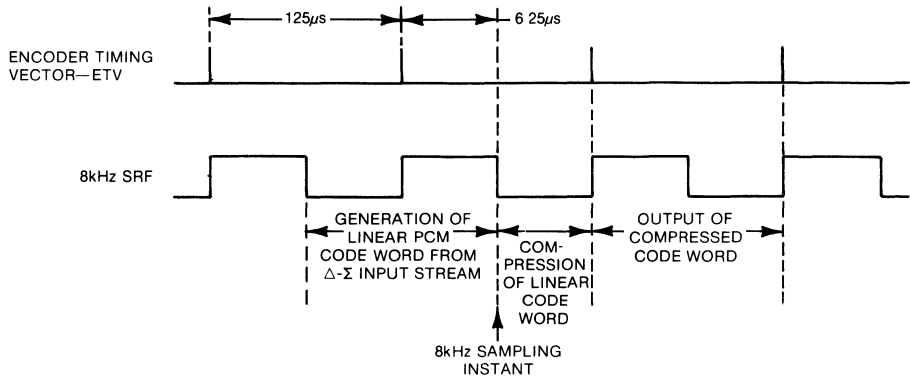 125μs
6 25μs
ENCODER TIMING
VECTOR—ETV
8kHz SRF
GENERATION OF
LINEAR PCM
CODE WORD FROM
△-Σ INPUT STREAM
COM-
PRESSION
OF LINEAR
CODE
WORD
OUTPUT OF
COMPRESSED
CODE WORD
8kHz SAMPLING
INSTANT